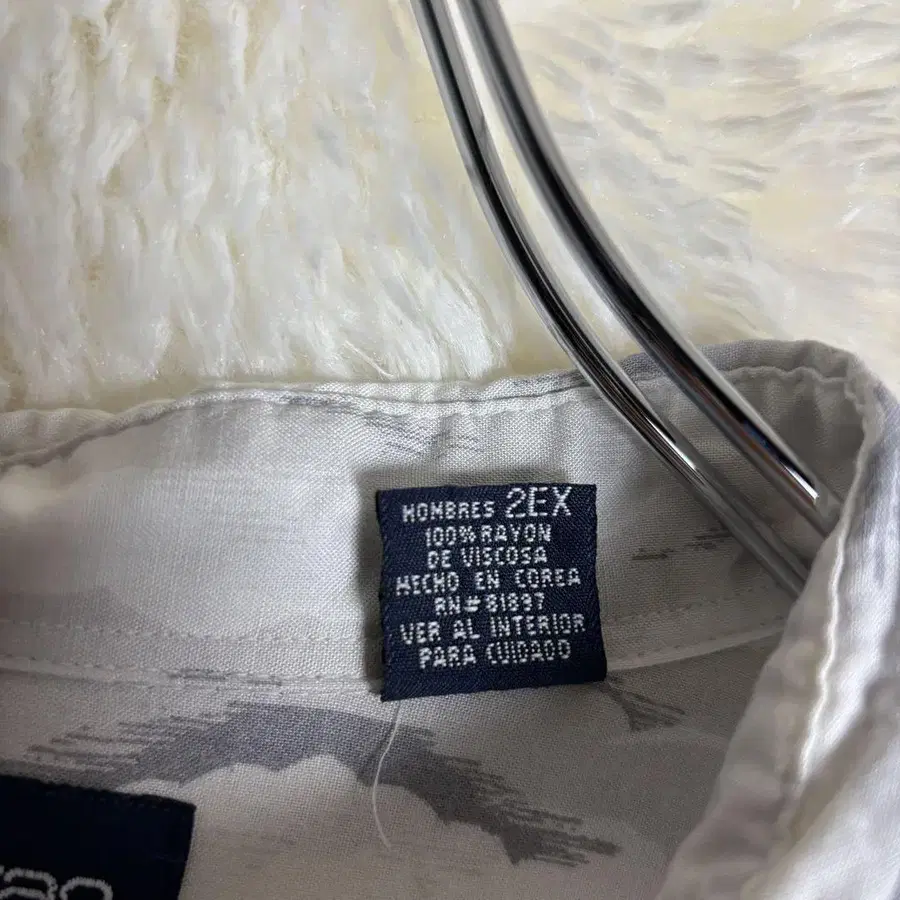 HOMBRES 2EX
100% RAYON
DE VISCOSA
HECHO EN COREA
RN# 81897
VER AL INTERIOR
PARA CUIDADO